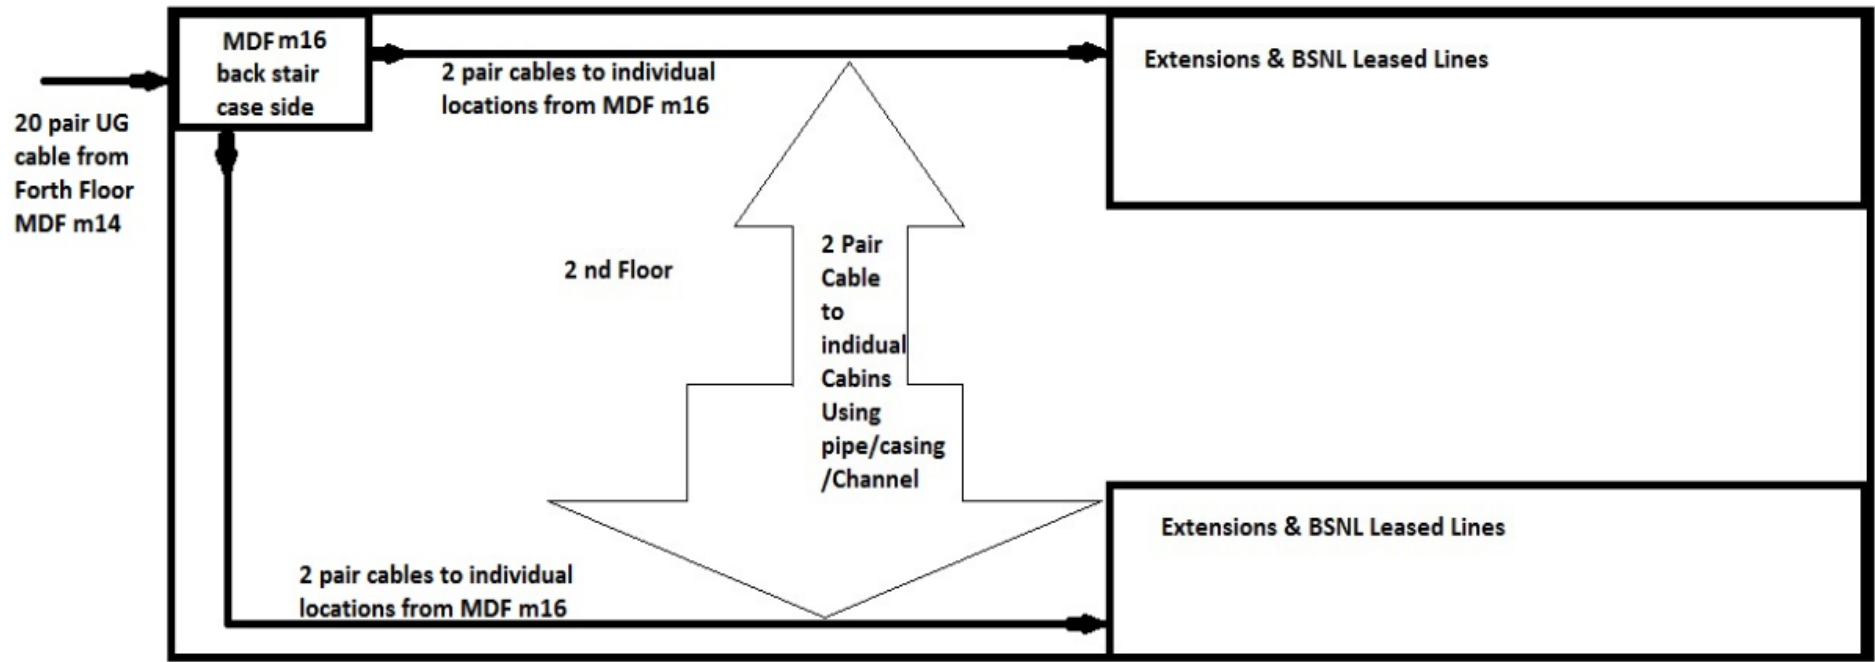 MDF m16
back stair
case side
2 pair cables to individual
locations from MDF m16
Extensions & BSNL Leased Lines
20 pair UG
cable from
Forth Floor
MDF m14
2 nd Floor
2 Pair
Cable
to
indidual
Cabins
Using
pipe/casing
/Channel
Extensions & BSNL Leased Lines
2 pair cables to individual
locations from MDF m16